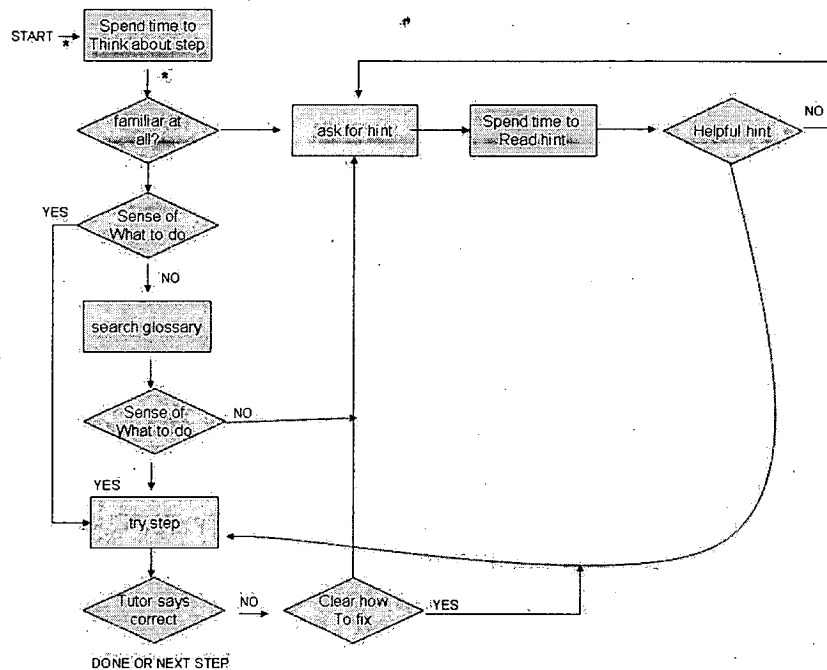 START
*
Spend time to
Think about step
*
familiar at
all?
ask for hint
Spend time to
Read hint
Helpful hint
NO
YES
Sense of
What to do
NO
search glossary
Sense of
What to do
NO
YES
try step
Tutor says
correct
NO
Clear how
To fix
YES
DONE OR NEXT STEP